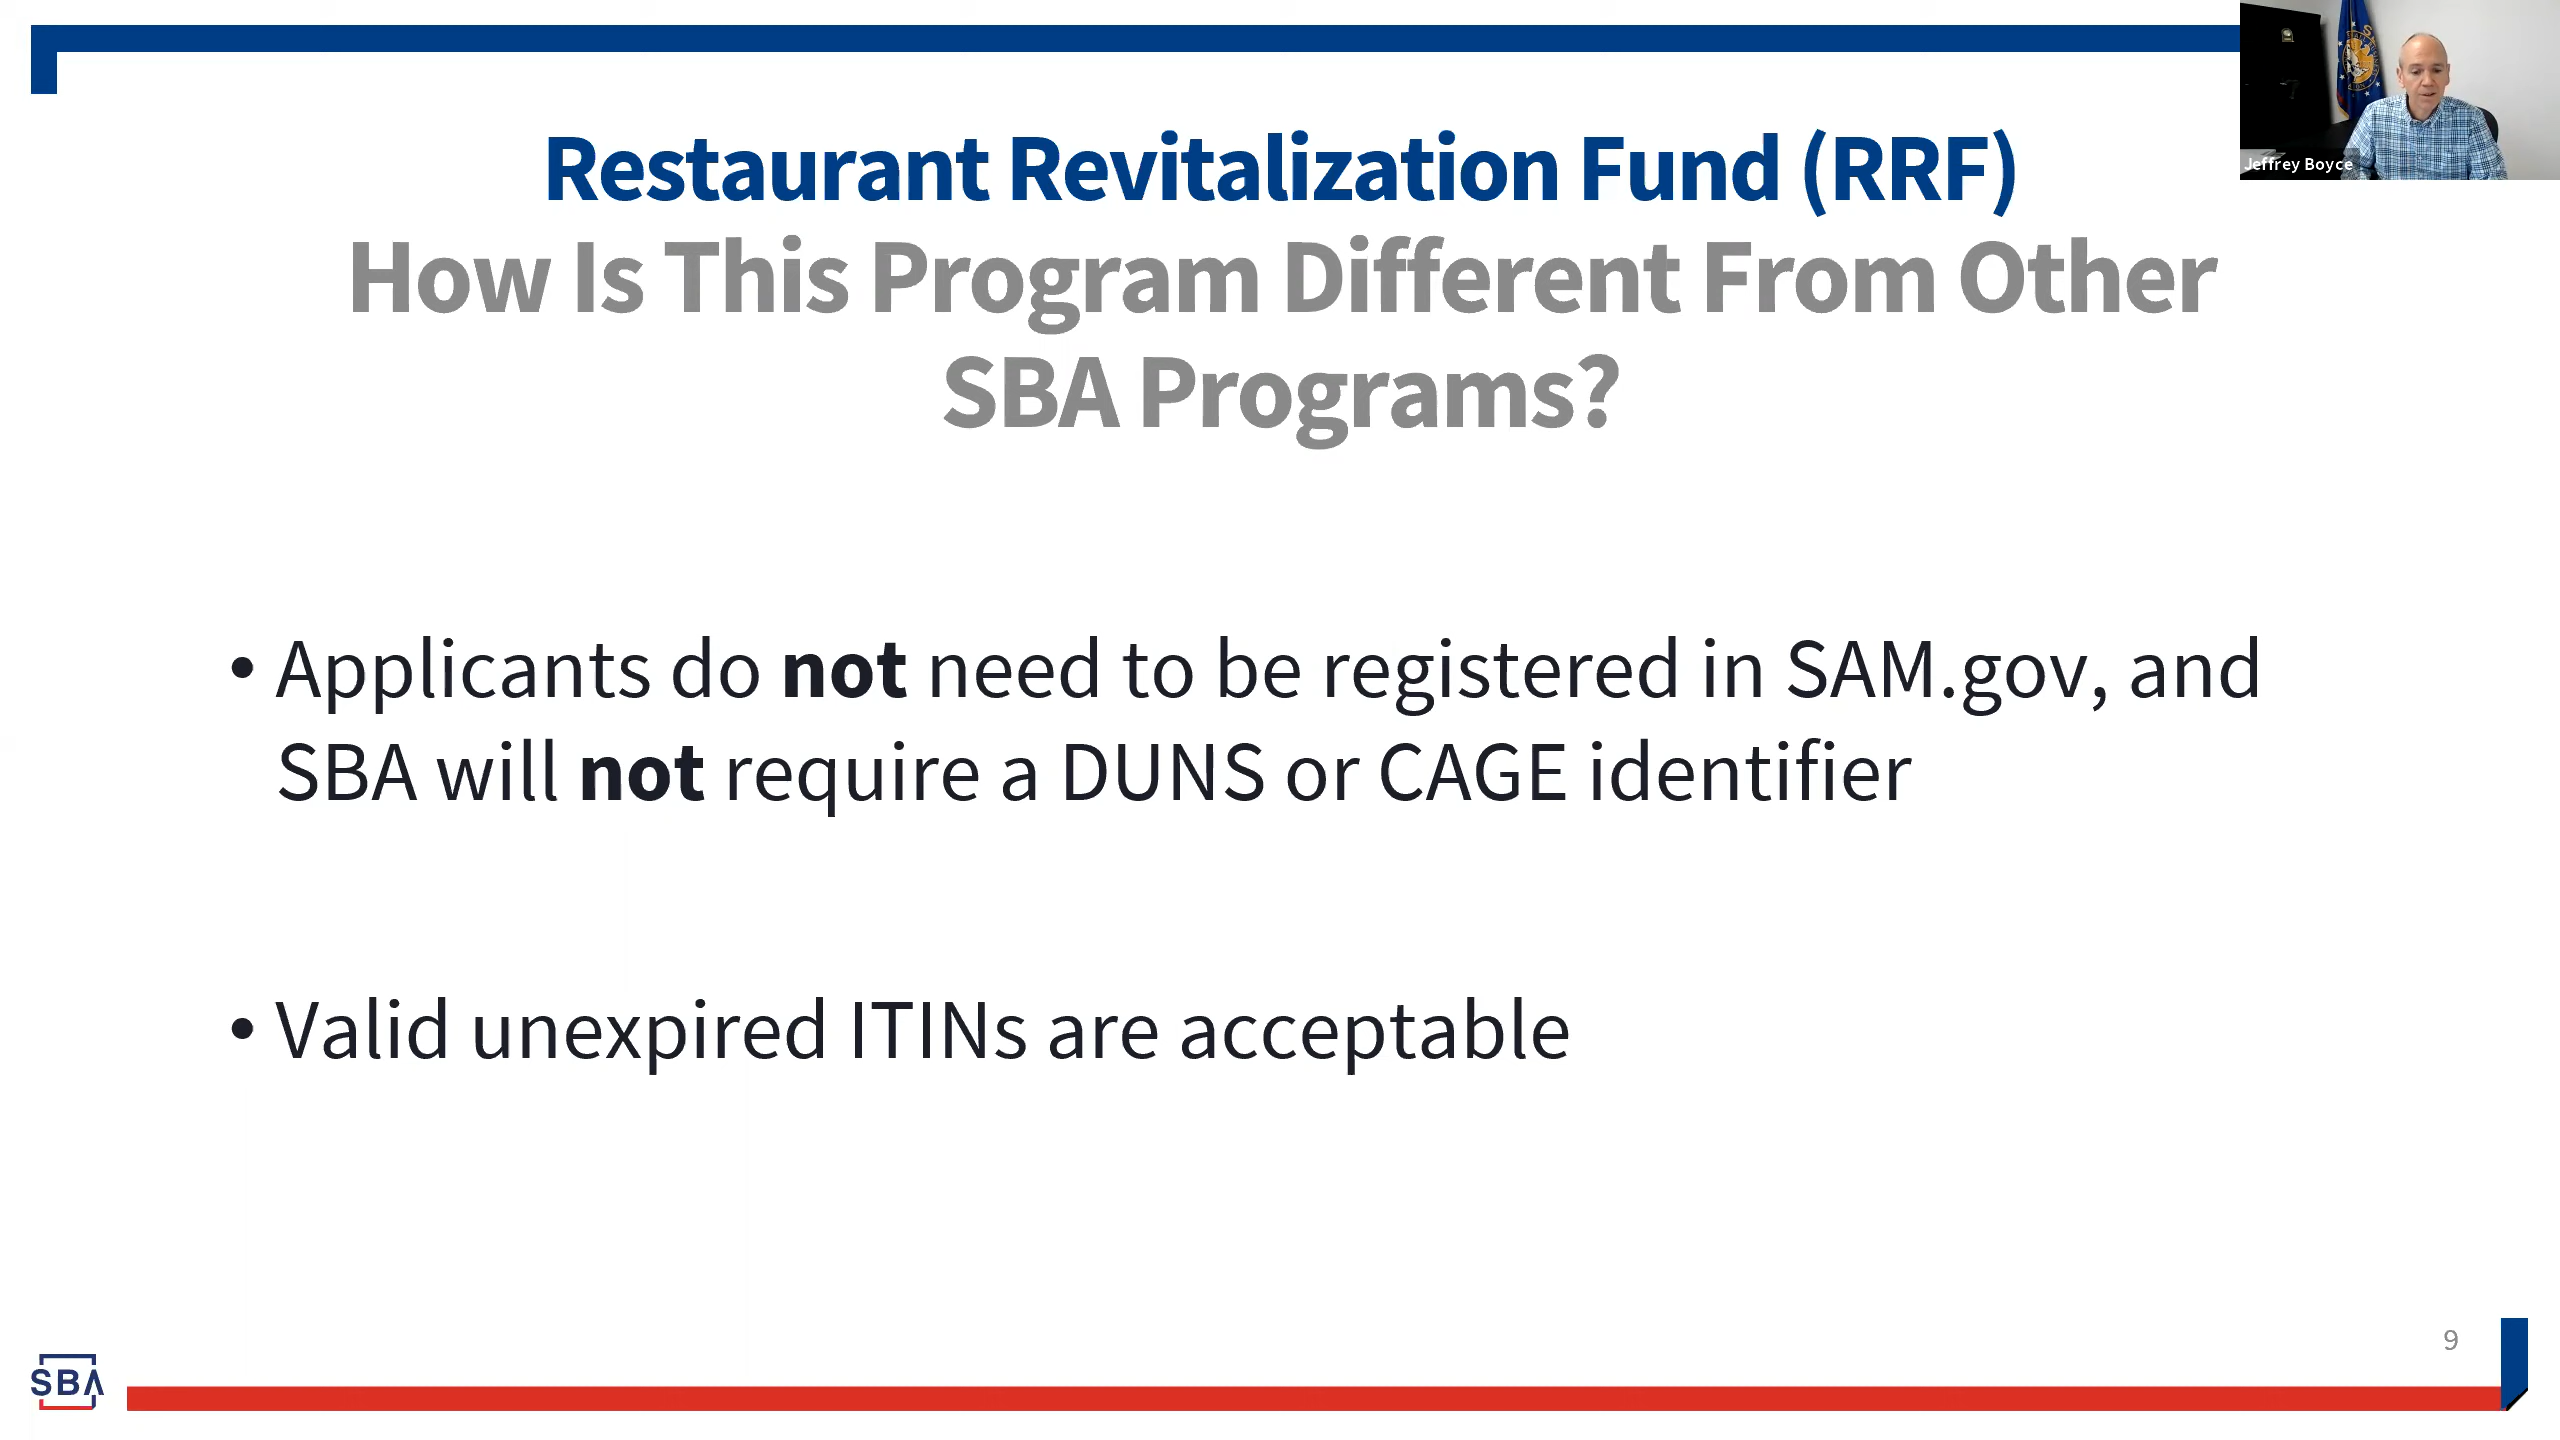 Restaurant Revitalization Fund (RRF)
How Is This Program Different From Other
SBA Programs?
Jeffrey Boyce
• Applicants do not need to be registered in SAM.gov, and
SBA will not require a DUNS or CAGE identifier
• Valid unexpired ITINs are acceptable
9
SBA